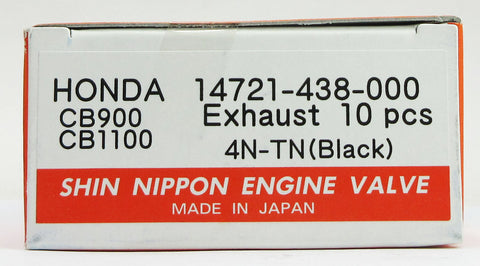 HONDA 14721-438-000
CB900 Exhaust 10 pcs
CB1100
4N-TN(Black)
SHIN NIPPON ENGINE VALVE
MADE IN JAPAN